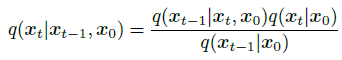 q(x_t|x_{t-1}, x_0) = \frac{q(x_{t-1}|x_t, x_0)q(x_t|x_0)}{q(x_{t-1}|x_0)}